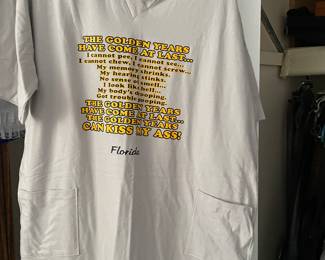 THE GOLDEN YEARS
HAVE COME AT LAST...
I cannot pee, I cannot see...
I cannot chew, I cannot screw...
My memory shrinks.
My hearing stinks.
No sense of smell...
I look like hell...
My body's drooping.
Got trouble pooping.
THE GOLDEN YEARS
HAVE COME AT LAST...
THE GOLDEN YEARS
CAN KISS MY ASS!
Florida